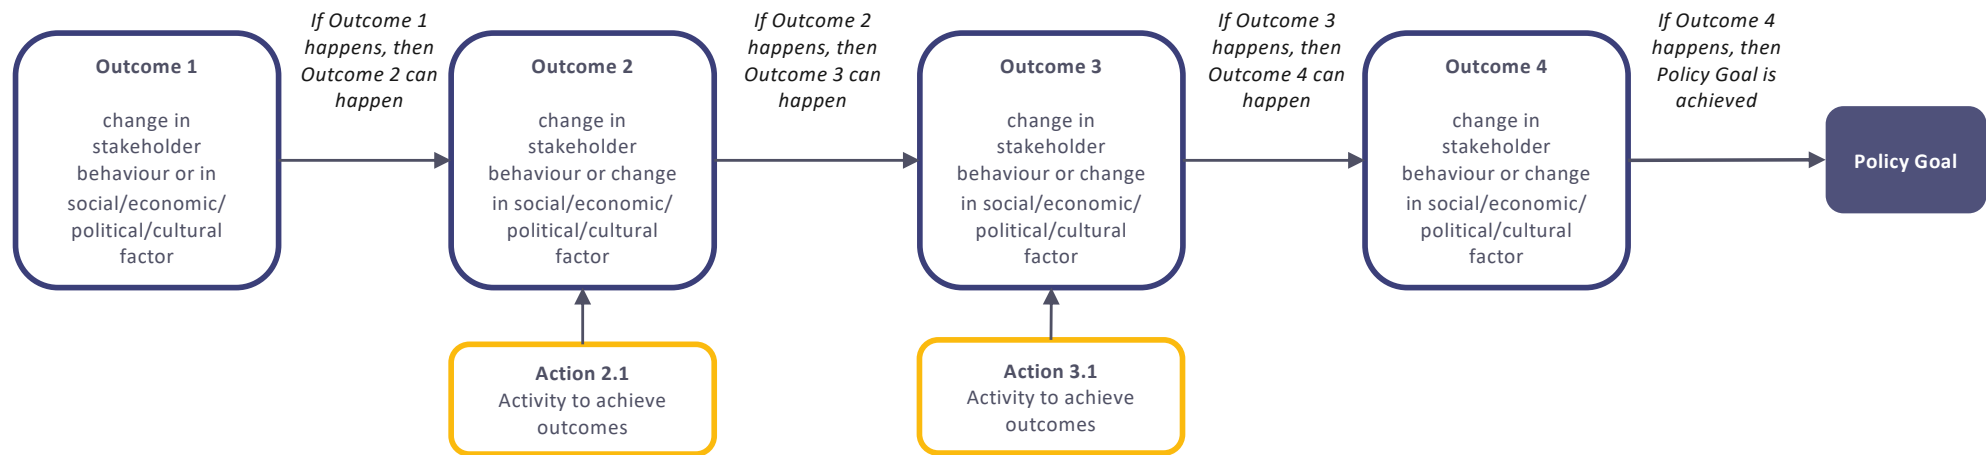 Outcome 1
change in
stakeholder
behaviour or in
social/economic/
political/cultural
factor
If Outcome 1
happens, then
Outcome 2 can
happen
Outcome 2
change in
stakeholder
behaviour or change
in social/economic/
political/cultural
factor
If Outcome 2
happens, then
Outcome 3 can
happen
Outcome 3
change in
stakeholder
behaviour or change
in social/economic/
political/cultural
factor
If Outcome 3
happens, then
Outcome 4 can
happen
Outcome 4
change in
stakeholder
behaviour or change
in social/economic/
political/cultural
factor
If Outcome 4
happens, then
Policy Goal is
achieved
Policy Goal
Action 2.1
Activity to achieve
outcomes
Action 3.1
Activity to achieve
outcomes